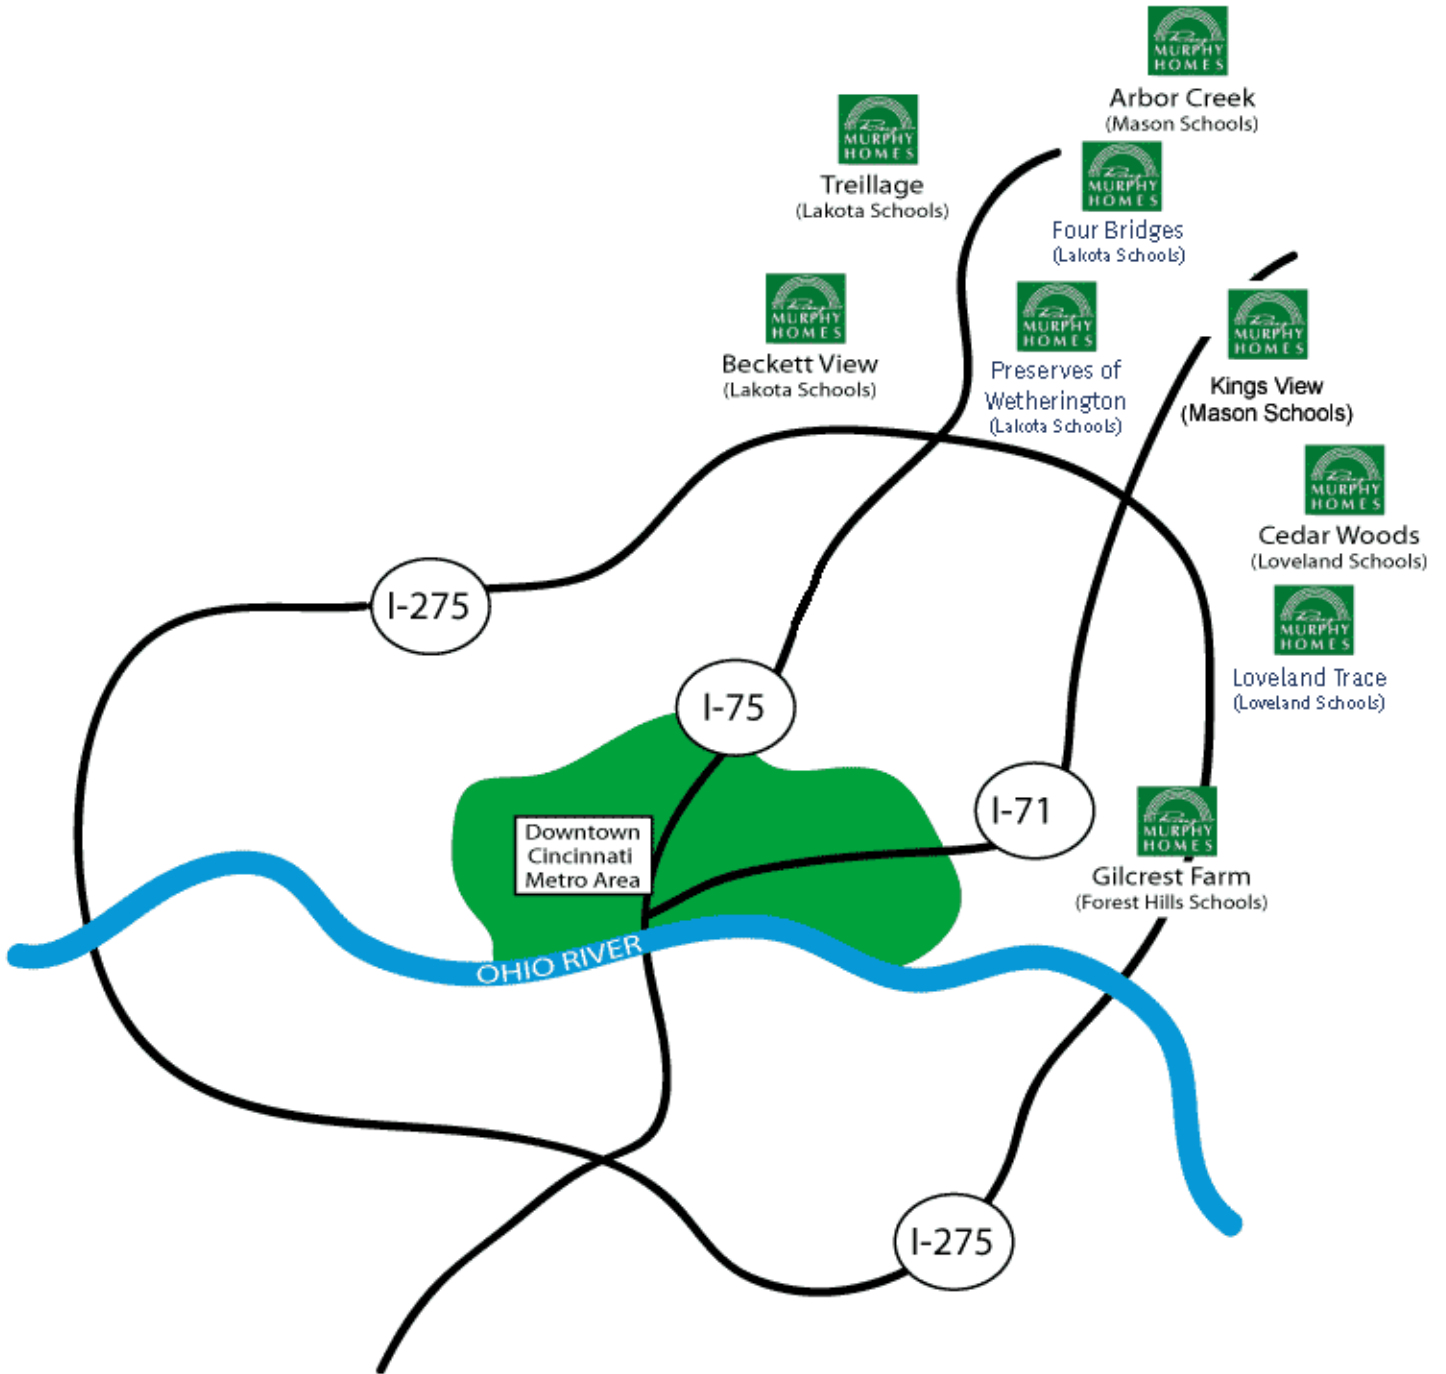 MURPHY
HOMES
Arbor Creek
(Mason Schools)
MURPHY
HOMES
Treillage
(Lakota Schools)
MURPHY
HOMES
Four Bridges
(Lakota Schools)
MURPHY
HOMES
Beckett View
(Lakota Schools)
MURPHY
HOMES
Preserves of
Wetherington
(Lakota Schools)
MURPHY
HOMES
Kings View
(Mason Schools)
MURPHY
HOMES
Cedar Woods
(Loveland Schools)
I-275
MURPHY
HOMES
Loveland Trace
(Loveland Schools)
I-75
I-71
MURPHY
HOMES
Gilcrest Farm
(Forest Hills Schools)
Downtown
Cincinnati
Metro Area
OHIO RIVER
I-275